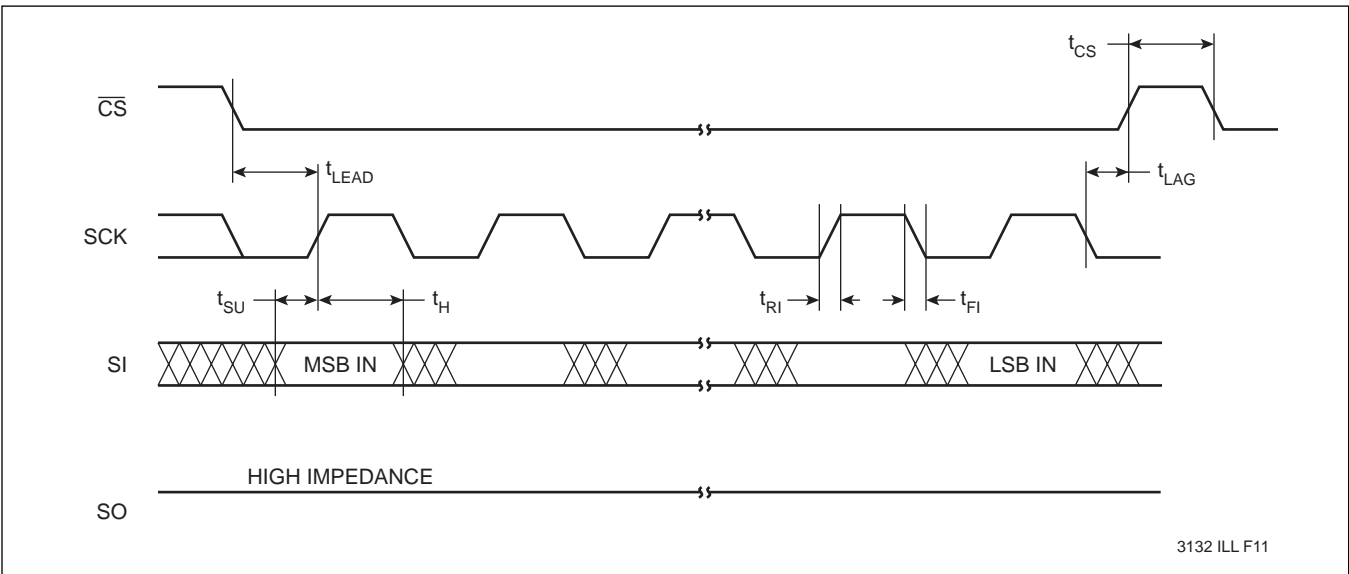 tCS
CS
tLEAD
tLAG
SCK
tSU
tH
tRI
tFI
SI
MSB IN
LSB IN
HIGH IMPEDANCE
SO
3132 ILL F11